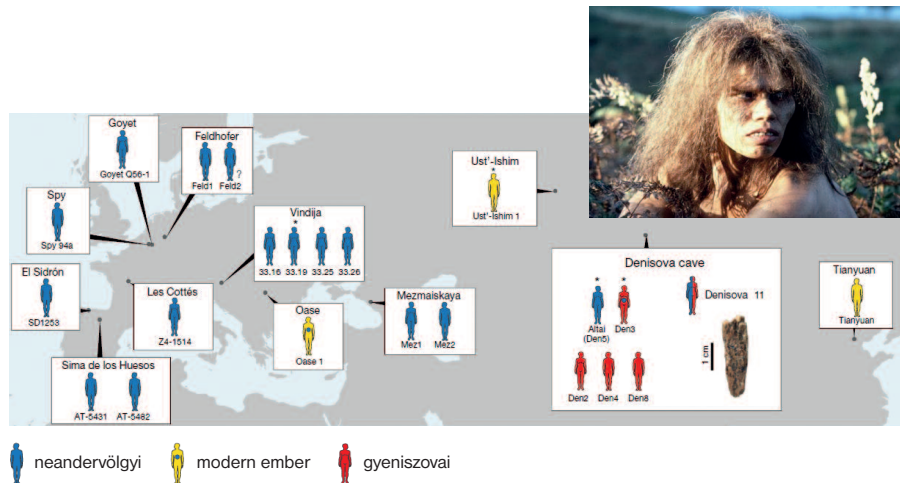 Goyet
Goyet Q56-1
Feldhofer
?
Feld1 Feld2
Spy
Spy 94a
Vindija
*
33.16 33.19 33.25 33.26
El Sidrón
SD1253
Les Cottés
Z4-1514
Oase
Oase 1
Mezmaiskaya
Mez1 Mez2
Sima de los Huesos
AT-5431 AT-5482
Ust'-Ishim
*
Ust'-Ishim 1
Denisova cave
* *
Altai
(Den5)
Den3
Denisova 11
1 cm
Den2 Den4 Den8
Tianyuan
Tianyuan
neandervölgyi modern ember gyeniszovai